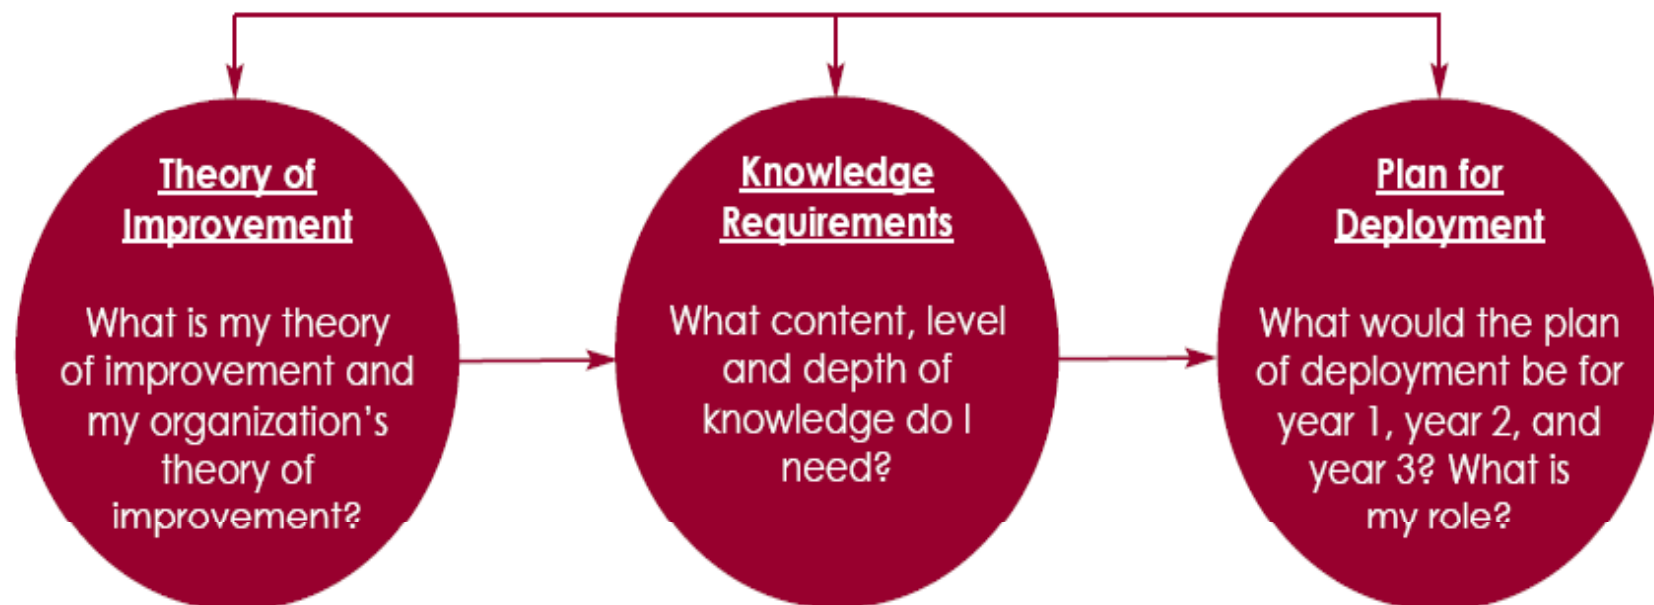 Theory of
Improvement
What is my theory
of improvement and
my organization's
theory of
improvement?
Knowledge
Requirements
What content, level
and depth of
knowledge do I
need?
Plan for
Deployment
What would the plan
of deployment be for
year 1, year 2, and
year 3? What is
my role?